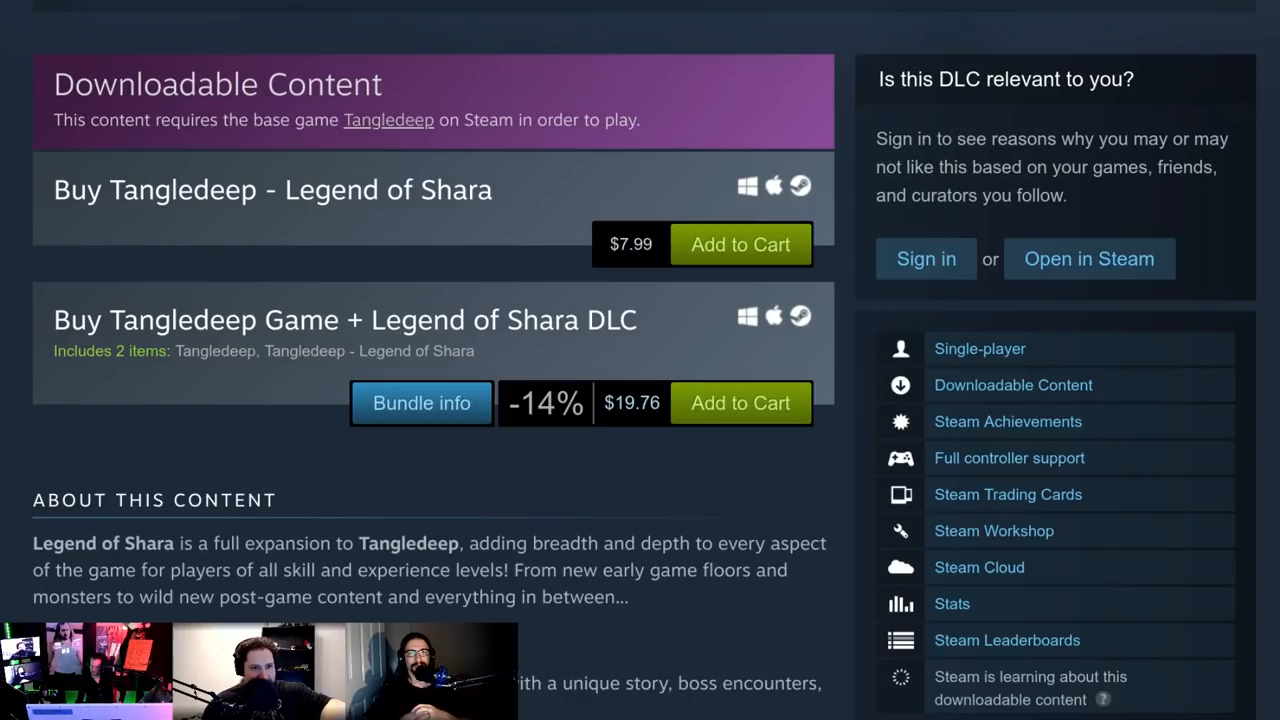 Downloadable Content
This content requires the base game Tangledeep on Steam in order to play.
Buy Tangledeep - Legend of Shara
$7.99
Add to Cart
Buy Tangledeep Game + Legend of Shara DLC
Includes 2 items: Tangledeep, Tangledeep - Legend of Shara
Bundle info
-14%
$19.76
Add to Cart
ABOUT THIS CONTENT
Legend of Shara is a full expansion to Tangledeep, adding breadth and depth to every aspect
of the game for players of all skill and experience levels! From new early game floors and
monsters to wild new post-game content and everything in between...
with a unique story, boss encounters,
Is this DLC relevant to you?
Sign in to see reasons why you may or may
not like this based on your games, friends,
and curators you follow.
Sign in or Open in Steam
Single-player
Downloadable Content
Steam Achievements
Full controller support
Steam Trading Cards
Steam Workshop
Steam Cloud
Stats
Steam Leaderboards
Steam is learning about this
downloadable content ?